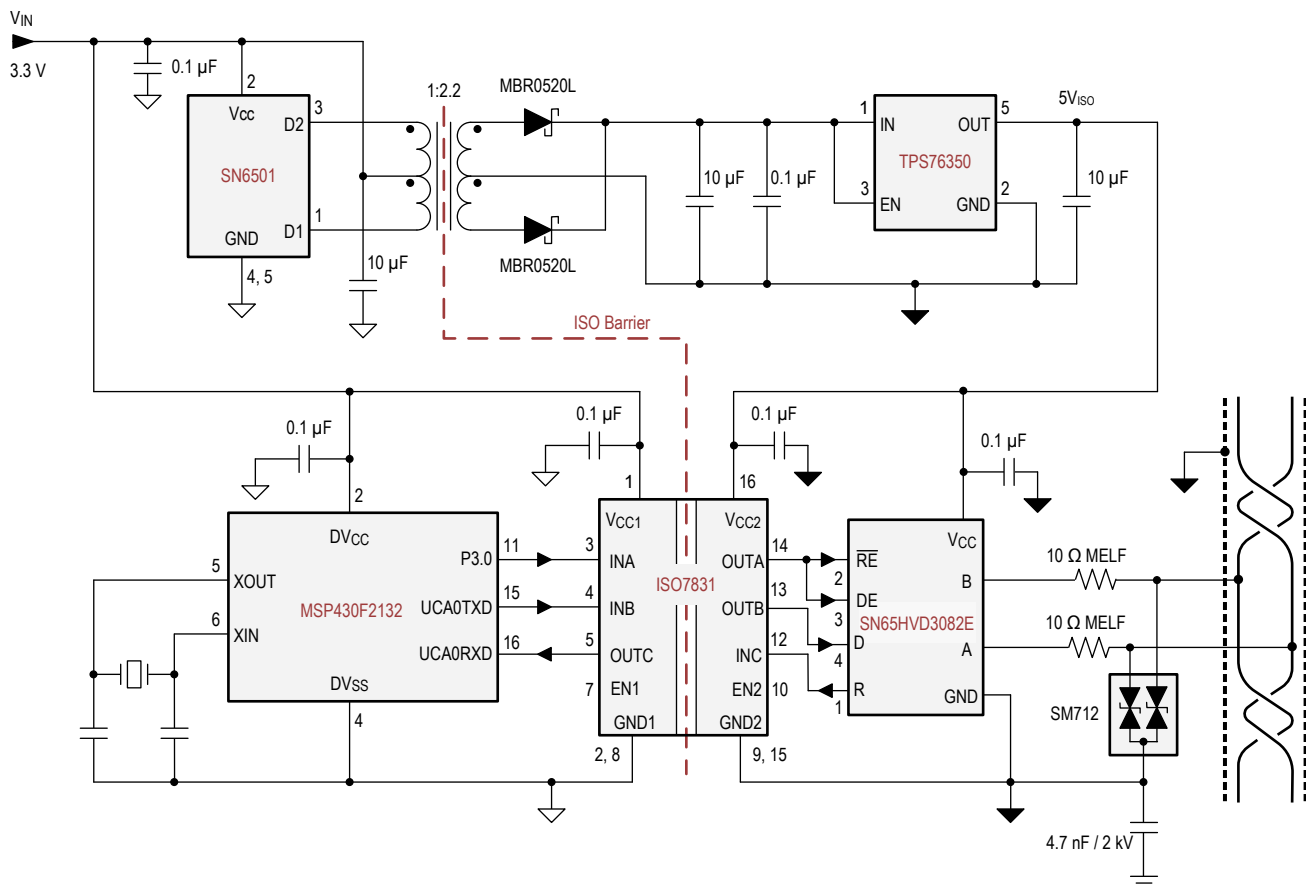 VIN
3.3 V
0.1 µF
2
Vcc
SN6501
D2
3
D1
1
GND
4, 5
10 µF
1:2.2
MBR0520L
MBR0520L
ISO Barrier
10 µF
0.1 µF
1
IN
OUT
5
TPS76350
3
EN
GND
2
5VISO
10 µF
0.1 µF
2
DVCC
5
XOUT
MSP430F2132
6
XIN
P3.0
11
UCA0TXD
15
UCA0RXD
16
DVSS
4
0.1 µF
1
VCC1
3
INA
4
INB
5
OUTC
7
EN1
GND1
2, 8
ISO7831
0.1 µF
16
VCC2
OUTA
14
OUTB
13
INC
12
EN2
10
GND2
9, 15
0.1 µF
VCC
RE
2
DE
3
SN65HVD3082E
D
4
R
1
B
A
GND
10 Ω MELF
10 Ω MELF
SM712
4.7 nF / 2 kV